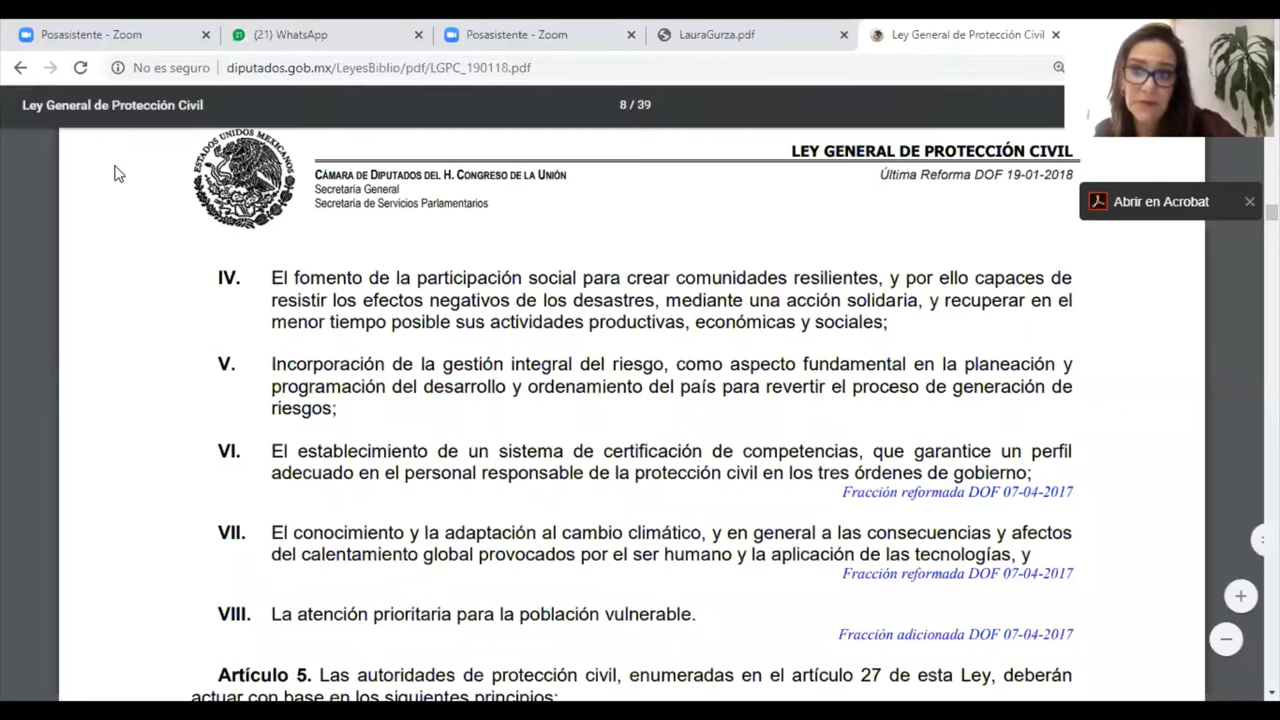 Posasistente - Zoom
(21) WhatsApp
Posasistente - Zoom
LauraGurza.pdf
Ley General de Protección Civil
No es seguro
deputados.gob.mx/LeyesBiblio/pdf/LGPC_190118.pdf
Ley General de Protección Civil
8 / 39
ESTADOS UNIDOS MEXICANOS
LEY GENERAL DE PROTECCIÓN CIVIL
CÁMARA DE DIPUTADOS DEL H. CONGRESO DE LA UNIÓN
Última Reforma DOF 19-01-2018
Secretaría General
Secretaría de Servicios Parlamentarios
Abrir en Acrobat
IV. El fomento de la participación social para crear comunidades resilientes, y por ello capaces de
resistir los efectos negativos de los desastres, mediante una acción solidaria, y recuperar en el
menor tiempo posible sus actividades productivas, económicas y sociales;
V. Incorporación de la gestión integral del riesgo, como aspecto fundamental en la planeación y
programación del desarrollo y ordenamiento del país para revertir el proceso de generación de
riesgos;
VI. El establecimiento de un sistema de certificación de competencias, que garantice un perfil
adecuado en el personal responsable de la protección civil en los tres órdenes de gobierno;
Fracción reformada DOF 07-04-2017
VII. El conocimiento y la adaptación al cambio climático, y en general a las consecuencias y afectos
del calentamiento global provocados por el ser humano y la aplicación de las tecnologías, y
Fracción reformada DOF 07-04-2017
VIII. La atención prioritaria para la población vulnerable.
Fracción adicionada DOF 07-04-2017
Artículo 5. Las autoridades de protección civil, enumeradas en el artículo 27 de esta Ley, deberán
actuar con base en los siguientes principios: